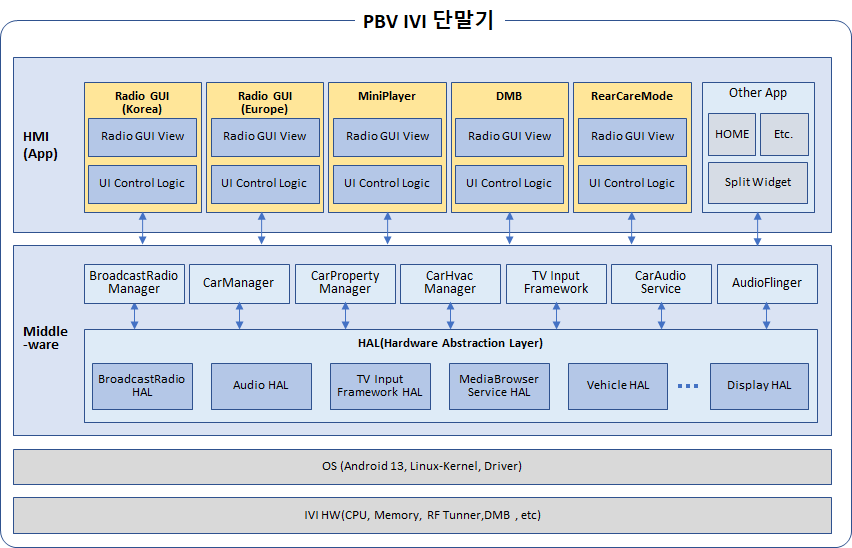 PBV IVI 단말기
HMI
(App)
Radio GUI
(Korea)
Radio GUI View
UI Control Logic
Radio GUI
(Europe)
Radio GUI View
UI Control Logic
MiniPlayer
Radio GUI View
UI Control Logic
DMB
Radio GUI View
UI Control Logic
RearCareMode
Radio GUI View
UI Control Logic
Other App
HOME
Etc.
Split Widget
Middle
-ware
BroadcastRadio
Manager
CarManager
CarProperty
Manager
CarHvac
Manager
TV Input
Framework
CarAudio
Service
AudioFlinger
HAL(Hardware Abstraction Layer)
BroadcastRadio
HAL
Audio HAL
TV Input
Framework HAL
MediaBrowser
Service HAL
Vehicle HAL
Display HAL
OS (Android 13, Linux-Kernel, Driver)
IVI HW(CPU, Memory, RF Tunner,DMB , etc)